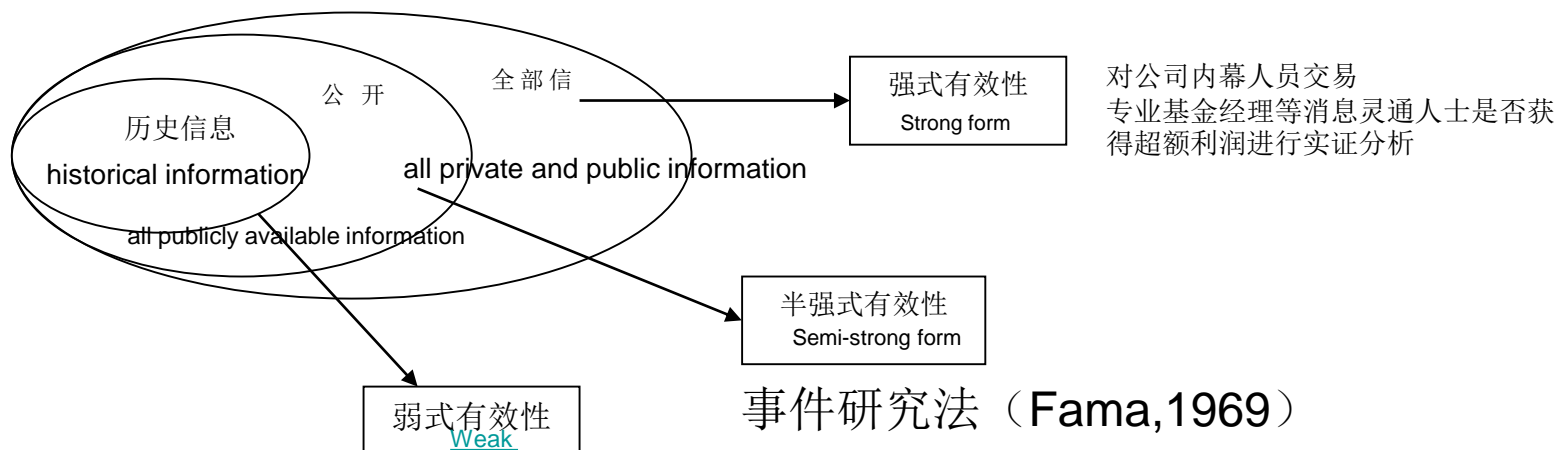 全部信
公 开
历史信息
historical information
all private and public information
all publicly available information
强式有效性
Strong form
对公司内幕人员交易
专业基金经理等消息灵通人士是否获
得超额利润进行实证分析
半强式有效性
Semi-strong form
事件研究法（Fama,1969）
弱式有效性
Weak